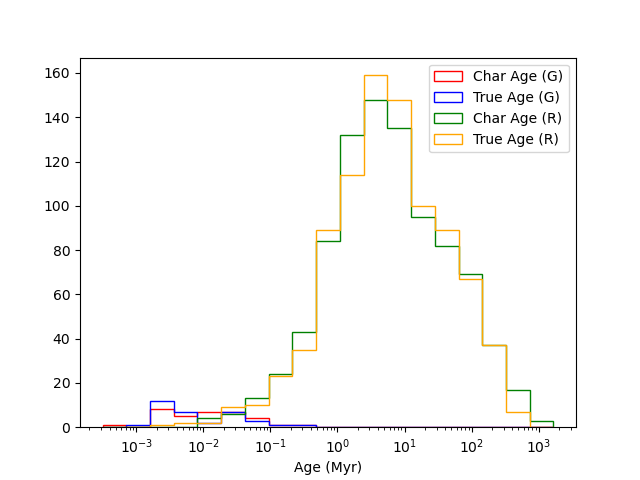 160
140
120
100
80
60
40
20
0
Char Age (G)
True Age (G)
Char Age (R)
True Age (R)
10⁻³ 10⁻² 10⁻¹ 10⁰ 10¹ 10² 10³
Age (Myr)